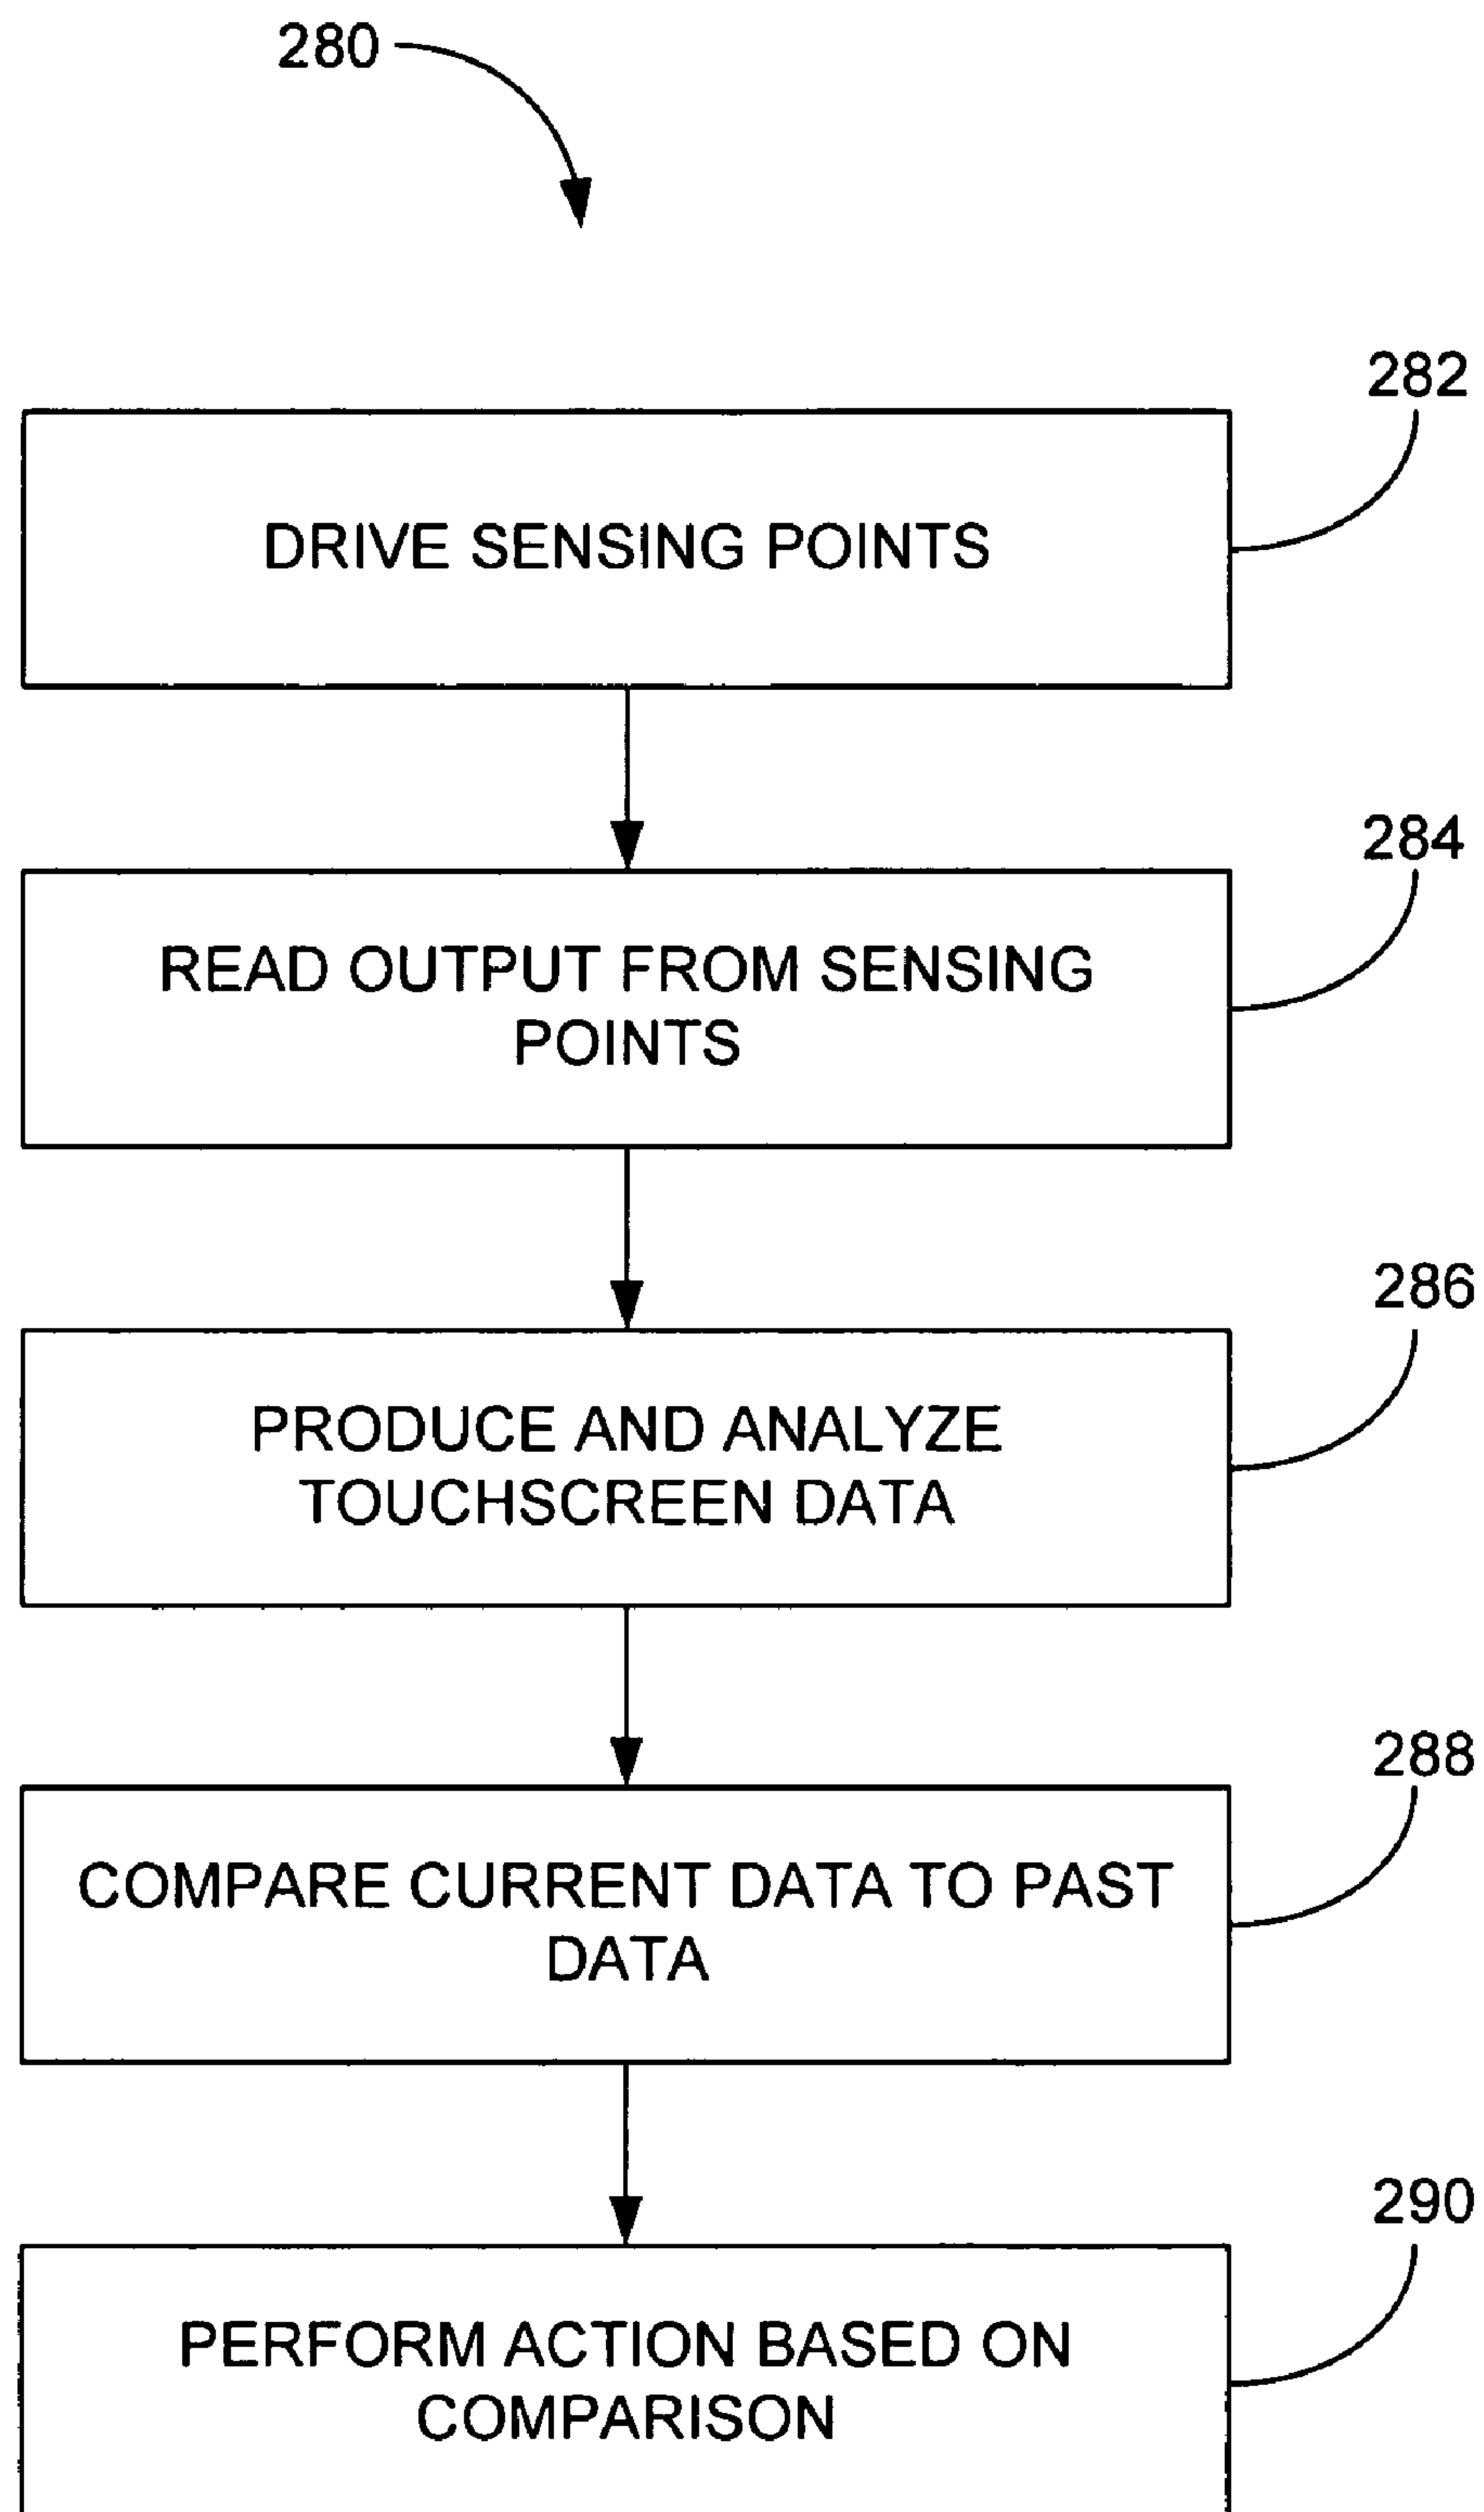 280
282
DRIVE SENSING POINTS
284
READ OUTPUT FROM SENSING
POINTS
286
PRODUCE AND ANALYZE
TOUCHSCREEN DATA
288
COMPARE CURRENT DATA TO PAST
DATA
290
PERFORM ACTION BASED ON
COMPARISON